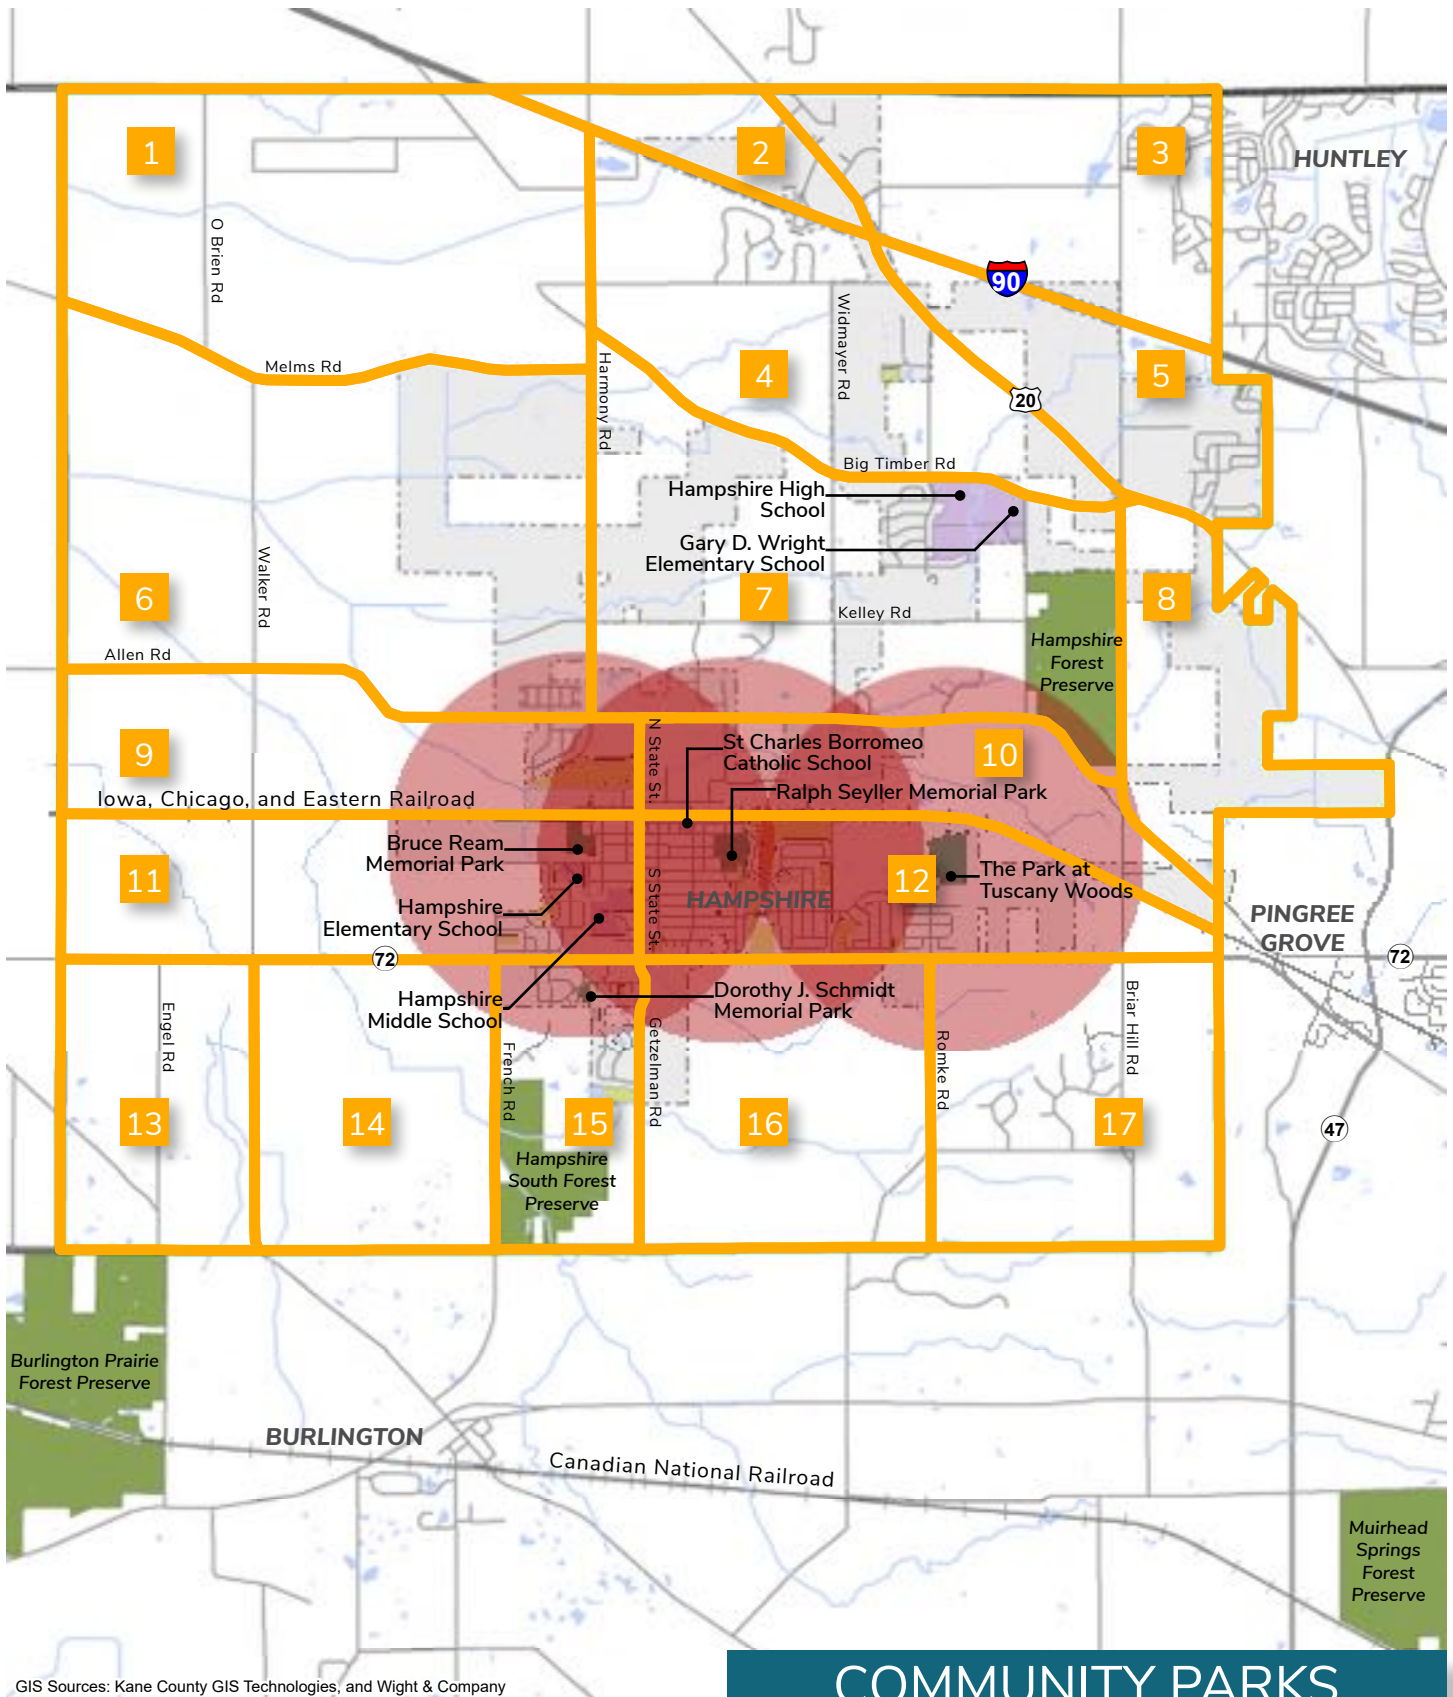 1
2
3
HUNTLEY
O Brien Rd
90
Widmayer Rd
Melms Rd
Harmony Rd
4
5
20
Big Timber Rd
Hampshire High
School
Gary D. Wright
Elementary School
Walker Rd
6
7
8
Kelley Rd
Allen Rd
Hampshire
Forest
Preserve
9
N State St.
St Charles Borromeo
Catholic School
10
Iowa, Chicago, and Eastern Railroad
Ralph Seyller Memorial Park
Bruce Ream
Memorial Park
11
S State St.
12
The Park at
Tuscany Woods
HAMPSHIRE
Hampshire
Elementary School
PINGREE
GROVE
72
72
Hampshire
Middle School
Dorothy J. Schmidt
Memorial Park
Engel Rd
French Rd
Getzelman Rd
Romke Rd
Briar Hill Rd
13
14
15
16
17
47
Hampshire
South Forest
Preserve
Burlington Prairie
Forest Preserve
BURLINGTON
Canadian National Railroad
Muirhead
Springs
Forest
Preserve
GIS Sources: Kane County GIS Technologies, and Wight & Company
COMMUNITY PARKS